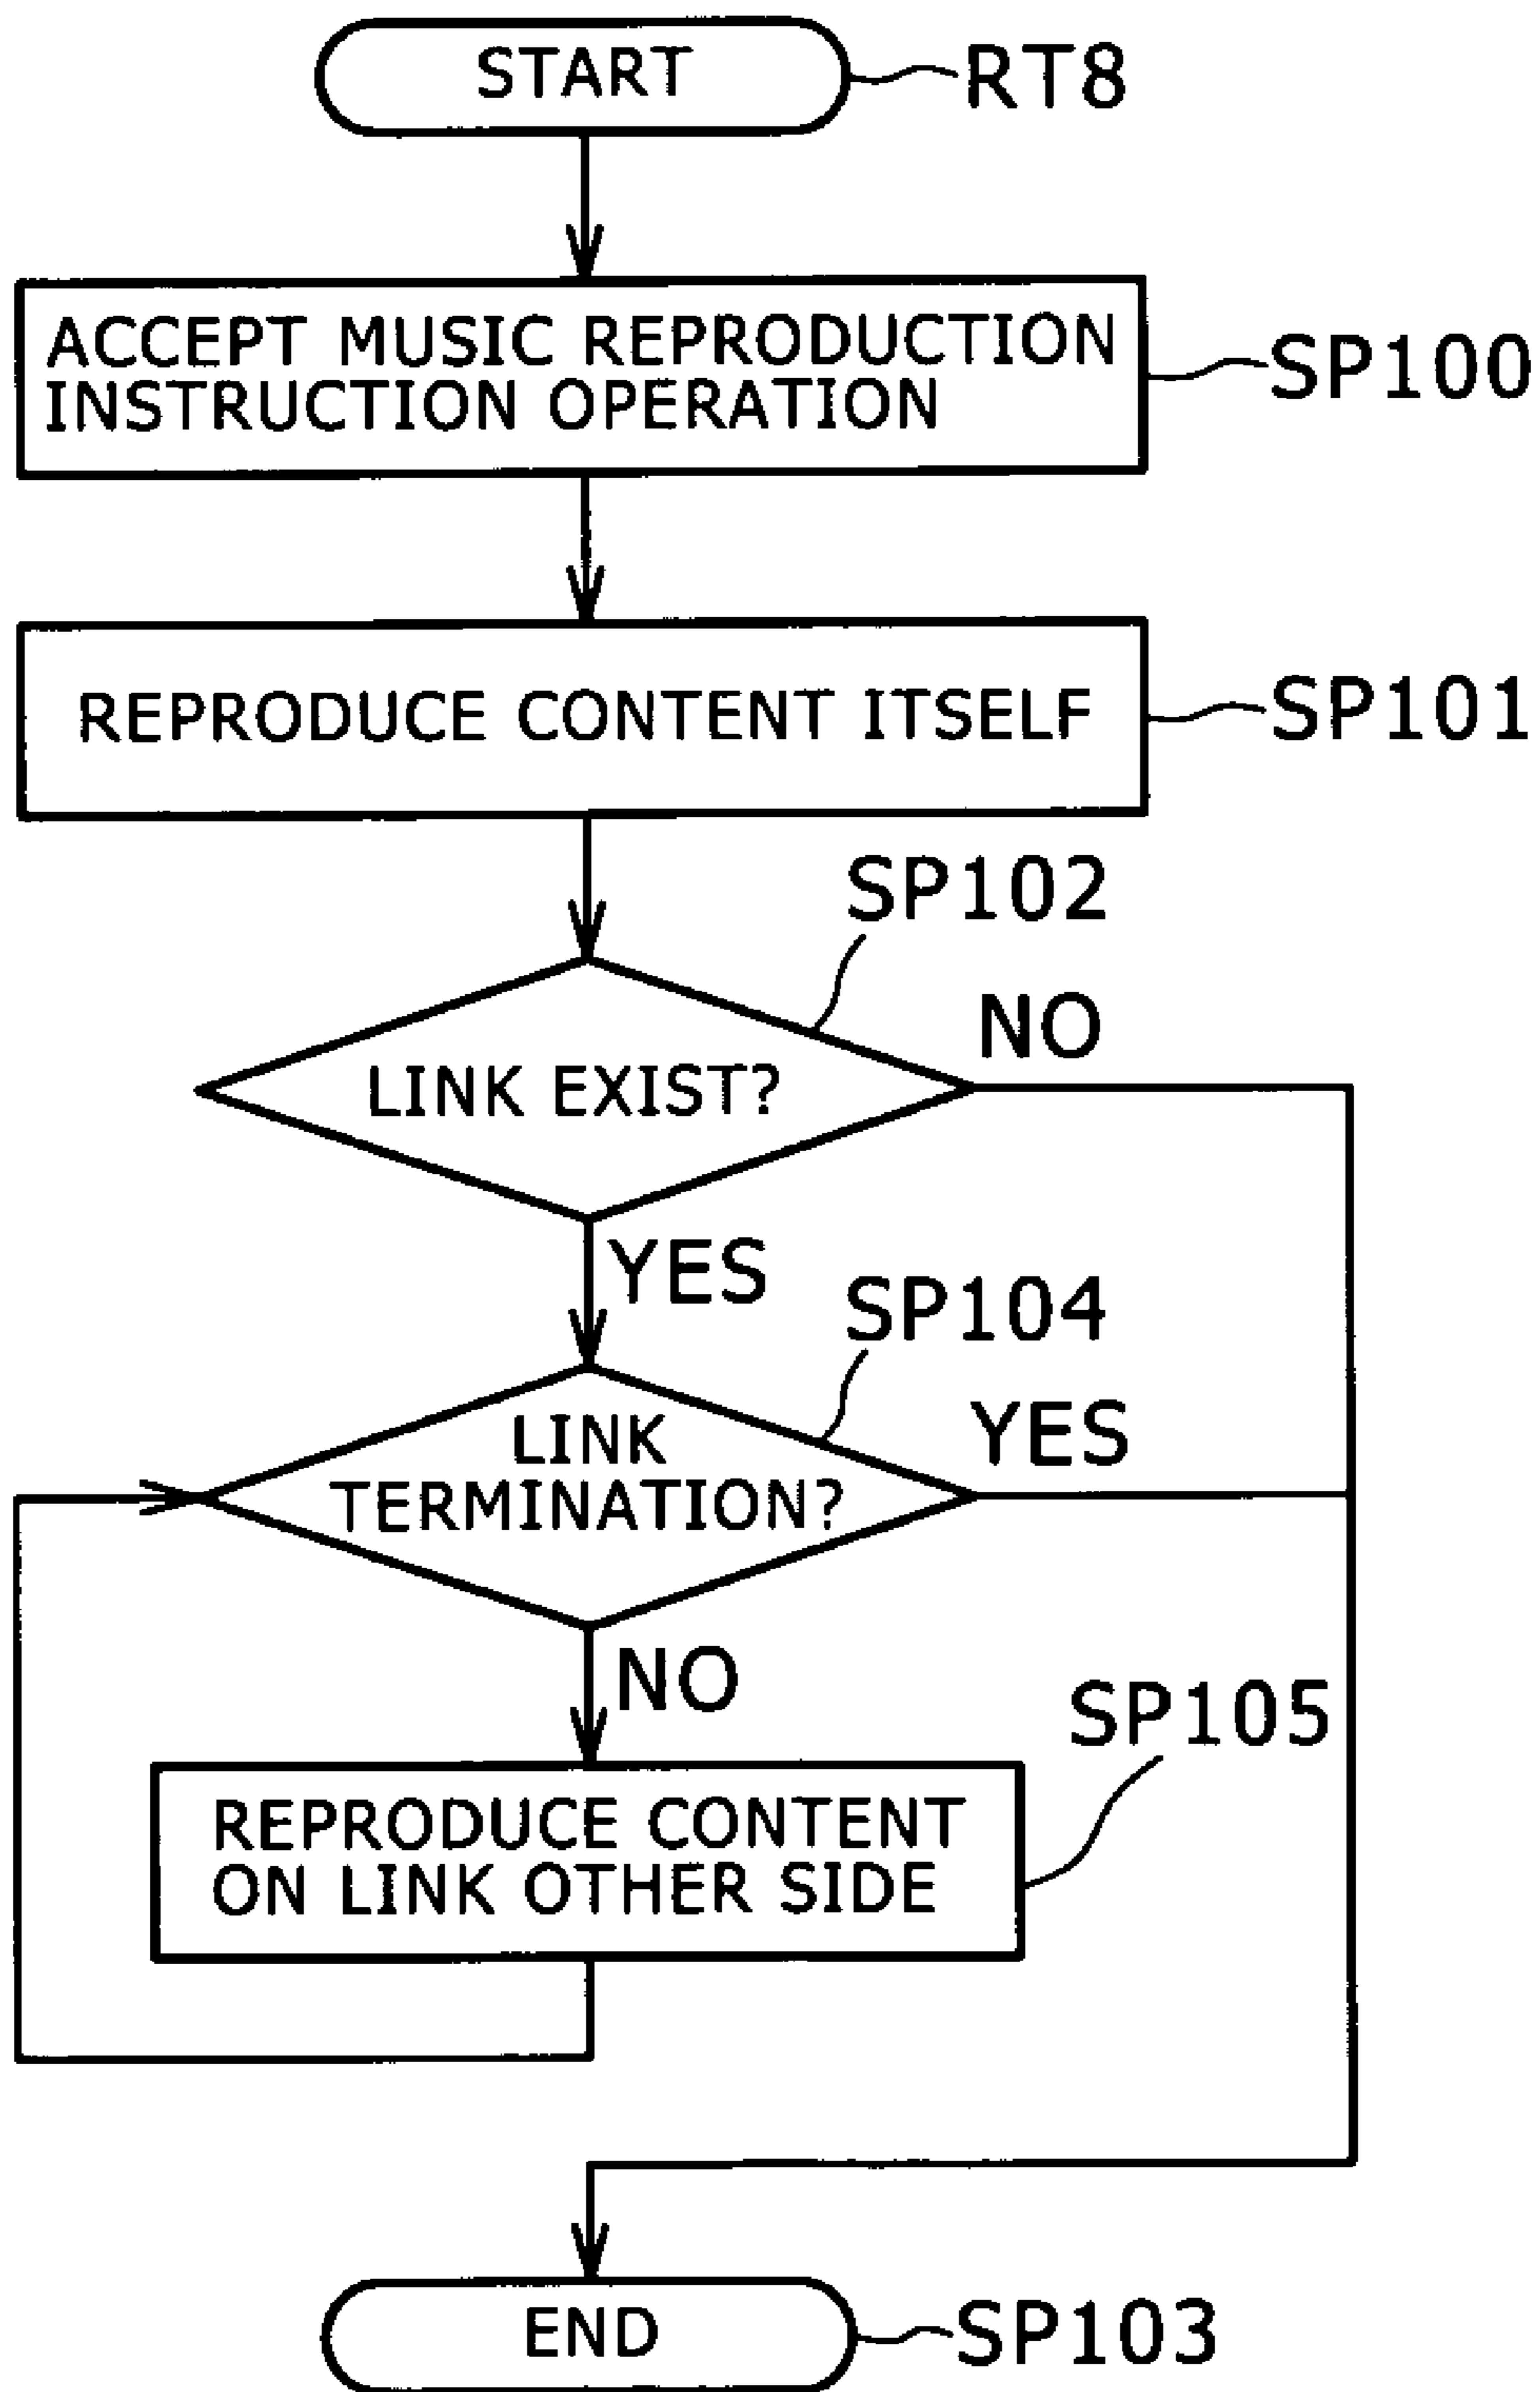 START
RT8
ACCEPT MUSIC REPRODUCTION
INSTRUCTION OPERATION
SP100
REPRODUCE CONTENT ITSELF
SP101
SP102
NO
LINK EXIST?
YES
SP104
YES
LINK
TERMINATION?
NO
SP105
REPRODUCE CONTENT
ON LINK OTHER SIDE
END
SP103